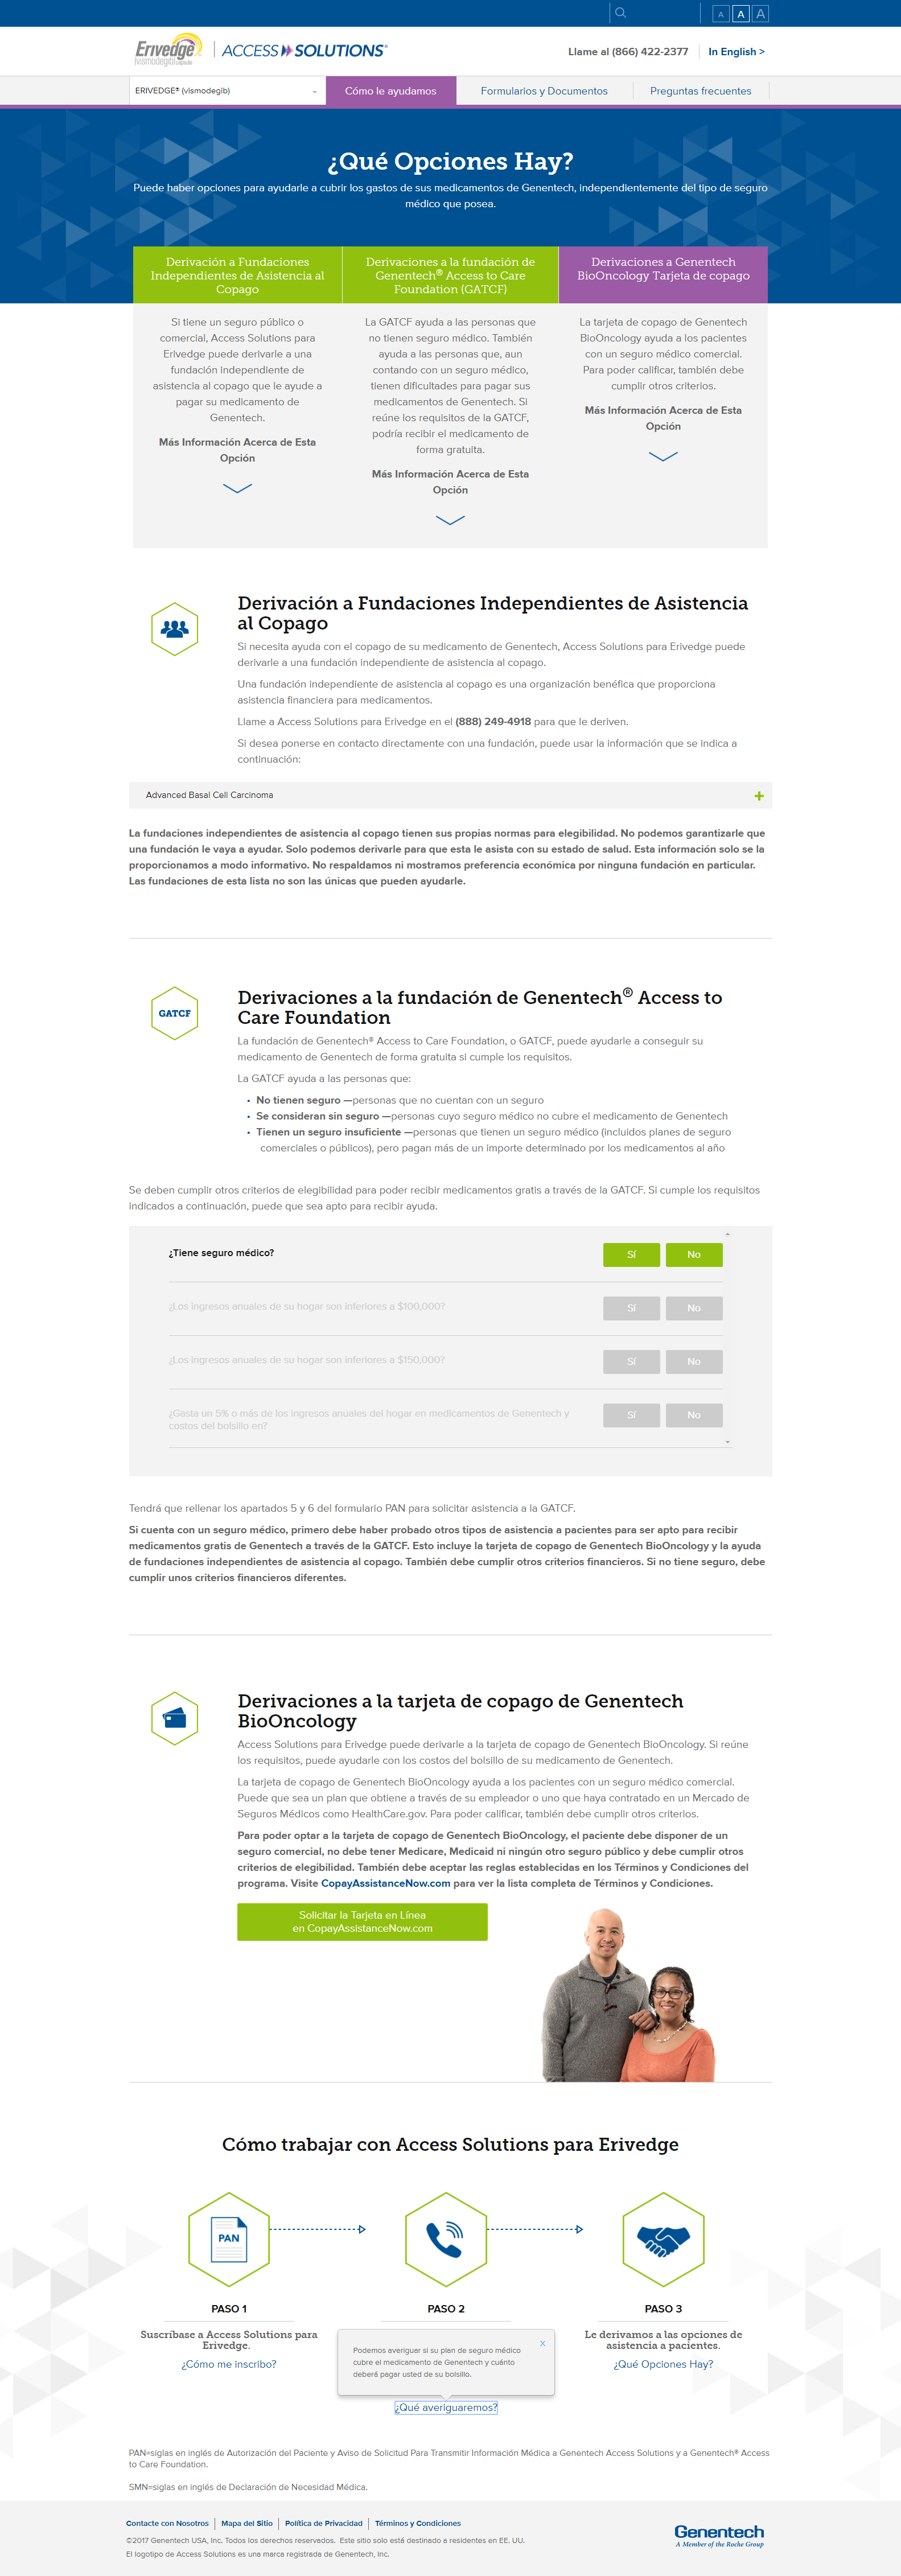 A A A
Erivedge
(vismodegib) capsule
ACCESS SOLUTIONS®
Llame al (866) 422-2377
In English >
ERIVEDGE® (vismodegib)
Cómo le ayudamos
Formularios y Documentos
Preguntas frecuentes
¿Qué Opciones Hay?
Puede haber opciones para ayudarle a cubrir los gastos de sus medicamentos de Genentech, independientemente del tipo de seguro
médico que posea.
Derivación a Fundaciones
Independientes de Asistencia al
Copago
Si tiene un seguro público o
comercial, Access Solutions para
Erivedge puede derivarle a una
fundación independiente de
asistencia al copago que le ayude a
pagar su medicamento de
Genentech.
Más Información Acerca de Esta
Opción
Derivaciones a la fundación de
Genentech® Access to Care
Foundation (GATCF)
La GATCF ayuda a las personas que
no tienen seguro médico. También
ayuda a las personas que, aun
contando con un seguro médico,
tienen dificultades para pagar sus
medicamentos de Genentech. Si
reúne los requisitos de la GATCF,
podría recibir el medicamento de
forma gratuita.
Más Información Acerca de Esta
Opción
Derivaciones a Genentech
BioOncology Tarjeta de copago
La tarjeta de copago de Genentech
BioOncology ayuda a los pacientes
con un seguro médico comercial.
Para poder calificar, también debe
cumplir otros criterios.
Más Información Acerca de Esta
Opción
Derivación a Fundaciones Independientes de Asistencia
al Copago
Si necesita ayuda con el copago de su medicamento de Genentech, Access Solutions para Erivedge puede
derivarle a una fundación independiente de asistencia al copago.
Una fundación independiente de asistencia al copago es una organización benéfica que proporciona
asistencia financiera para medicamentos.
Llame a Access Solutions para Erivedge en el (888) 249-4918 para que le deriven.
Si desea ponerse en contacto directamente con una fundación, puede usar la información que se indica a
continuación:
Advanced Basal Cell Carcinoma
La fundaciones independientes de asistencia al copago tienen sus propias normas para elegibilidad. No podemos garantizarle que
una fundación le vaya a ayudar. Solo podemos derivarle para que esta le asista con su estado de salud. Esta información solo se la
proporcionamos a modo informativo. No respaldamos ni mostramos preferencia económica por ninguna fundación en particular.
Las fundaciones de esta lista no son las únicas que pueden ayudarle.
GATCF
Derivaciones a la fundación de Genentech® Access to
Care Foundation
La fundación de Genentech® Access to Care Foundation, o GATCF, puede ayudarle a conseguir su
medicamento de Genentech de forma gratuita si cumple los requisitos.
La GATCF ayuda a las personas que:
• No tienen seguro —personas que no cuentan con un seguro
• Se consideran sin seguro —personas cuyo seguro médico no cubre el medicamento de Genentech
• Tienen un seguro insuficiente —personas que tienen un seguro médico (incluidos planes de seguro
comerciales o públicos), pero pagan más de un importe determinado por los medicamentos al año
Se deben cumplir otros criterios de elegibilidad para poder recibir medicamentos gratis a través de la GATCF. Si cumple los requisitos
indicados a continuación, puede que sea apto para recibir ayuda.
¿Tiene seguro médico?
Sí No
¿Los ingresos anuales de su hogar son inferiores a $100,000?
Sí No
¿Los ingresos anuales de su hogar son inferiores a $150,000?
Sí No
¿Gasta un 5% o más de los ingresos anuales del hogar en medicamentos de Genentech y
costos del bolsillo en?
Sí No
Tendrá que rellenar los apartados 5 y 6 del formulario PAN para solicitar asistencia a la GATCF.
Si cuenta con un seguro médico, primero debe haber probado otros tipos de asistencia a pacientes para ser apto para recibir
medicamentos gratis de Genentech a través de la GATCF. Esto incluye la tarjeta de copago de Genentech BioOncology y la ayuda
de fundaciones independientes de asistencia al copago. También debe cumplir otros criterios financieros. Si no tiene seguro, debe
cumplir unos criterios financieros diferentes.
Derivaciones a la tarjeta de copago de Genentech
BioOncology
Access Solutions para Erivedge puede derivarle a la tarjeta de copago de Genentech BioOncology. Si reúne
los requisitos, puede ayudarle con los costos del bolsillo de su medicamento de Genentech.
La tarjeta de copago de Genentech BioOncology ayuda a los pacientes con un seguro médico comercial.
Puede que sea un plan que obtiene a través de su empleador o uno que haya contratado en un Mercado de
Seguros Médicos como HealthCare.gov. Para poder calificar, también debe cumplir otros criterios.
Para poder optar a la tarjeta de copago de Genentech BioOncology, el paciente debe disponer de un
seguro comercial, no debe tener Medicare, Medicaid ni ningún otro seguro público y debe cumplir otros
criterios de elegibilidad. También debe aceptar las reglas establecidas en los Términos y Condiciones del
programa. Visite CopayAssistanceNow.com para ver la lista completa de Términos y Condiciones.
Solicitar la Tarjeta en Línea
en CopayAssistanceNow.com
Cómo trabajar con Access Solutions para Erivedge
PAN
PASO 1
Suscríbase a Access Solutions para
Erivedge.
¿Cómo me inscribo?
PASO 2
Podemos averiguar si su plan de seguro médico
cubre el medicamento de Genentech y cuánto
deberá pagar usted de su bolsillo.
X
¿Qué averiguaremos?
PASO 3
Le derivamos a las opciones de
asistencia a pacientes.
¿Qué Opciones Hay?
PAN=siglas en inglés de Autorización del Paciente y Aviso de Solicitud Para Transmitir Información Médica a Genentech Access Solutions y a Genentech® Access
to Care Foundation.
SMN=siglas en inglés de Declaración de Necesidad Médica.
Contacte con Nosotros
Mapa del Sitio
Política de Privacidad
Términos y Condiciones
©2017 Genentech USA, Inc. Todos los derechos reservados. Este sitio solo está destinado a residentes en EE. UU.
El logotipo de Access Solutions es una marca registrada de Genentech, Inc.
Genentech
A Member of the Roche Group